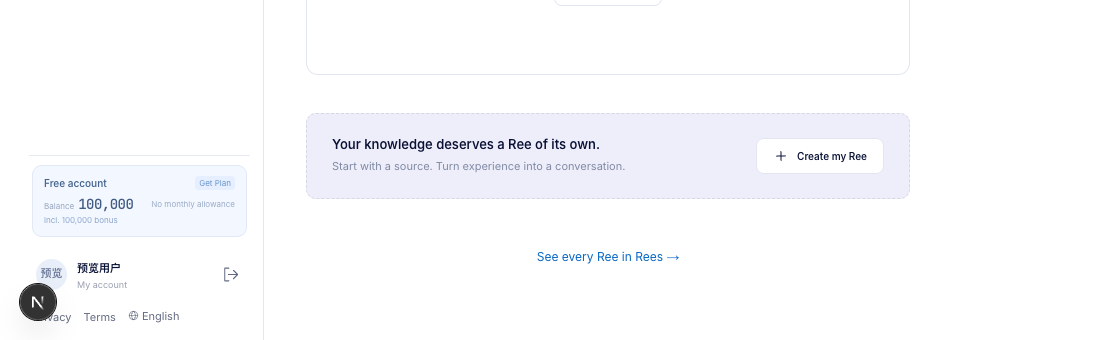 Your knowledge deserves a Ree of its own.
Start with a source. Turn experience into a conversation.
Create my Ree
See every Ree in Rees →
Free account
Get Plan
Balance 100,000
No monthly allowance
incl. 100,000 bonus
预览
预览用户
My account
N
Terms
English